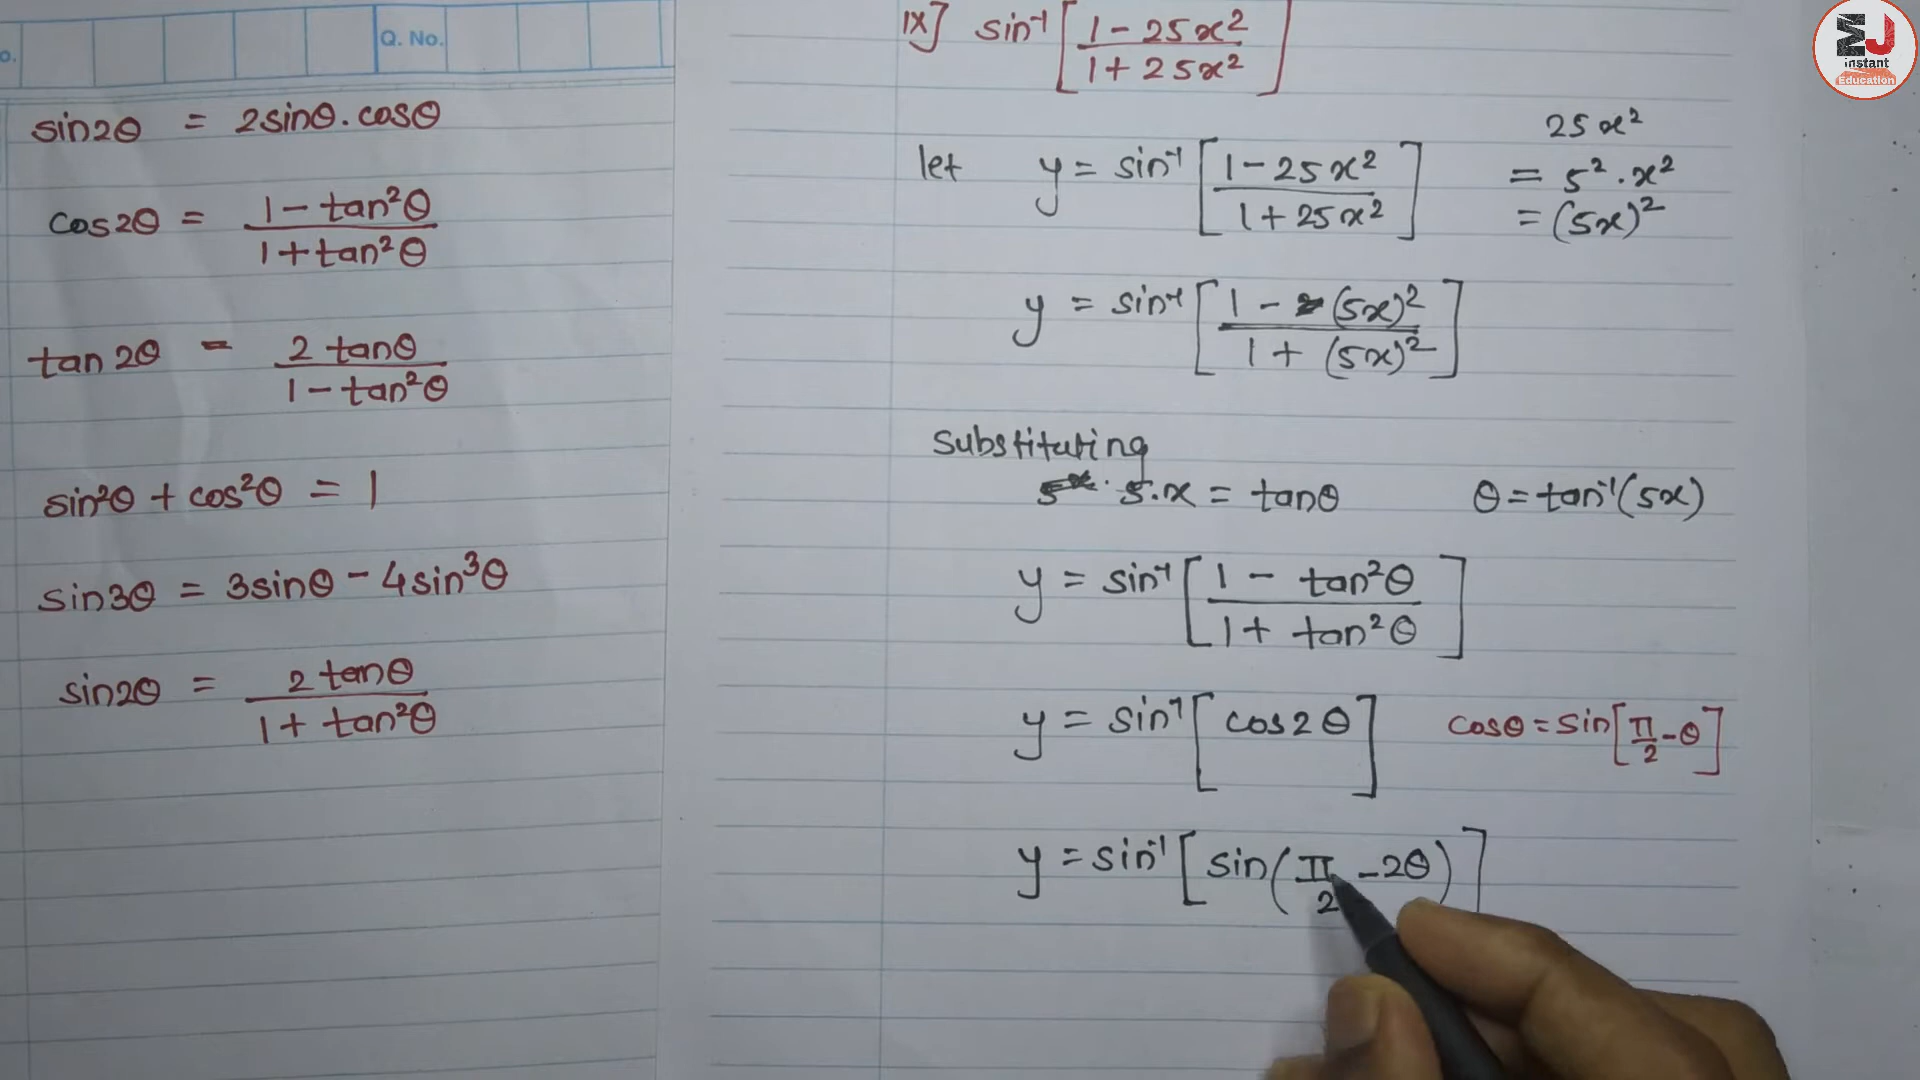 o.
Q. No.
sin2θ = 2sinθ.cosθ
cos2θ = 1 - tan²θ
1 + tan²θ
tan 2θ = 2 tanθ
1 - tan²θ
sin²θ + cos²θ = 1
sin3θ = 3sinθ - 4sin³θ
sin2θ = 2 tanθ
1 + tan²θ
IX] sin⁻¹ [ 1 - 25x²
1 + 25x² ]
let y = sin⁻¹ [ 1 - 25x²
1 + 25x² ]
25x²
= 5² . x²
= (5x)²
y = sin⁻¹ [ 1 - (5x)²
1 + (5x)² ]
Substituting
5.x = tanθ θ = tan⁻¹(5x)
y = sin⁻¹ [ 1 - tan²θ
1 + tan²θ ]
y = sin⁻¹ [ cos2θ ] cosθ = sin [ π/2 - θ ]
y = sin⁻¹ [ sin ( π/2 - 2θ ) ]
MJ
instant
Education